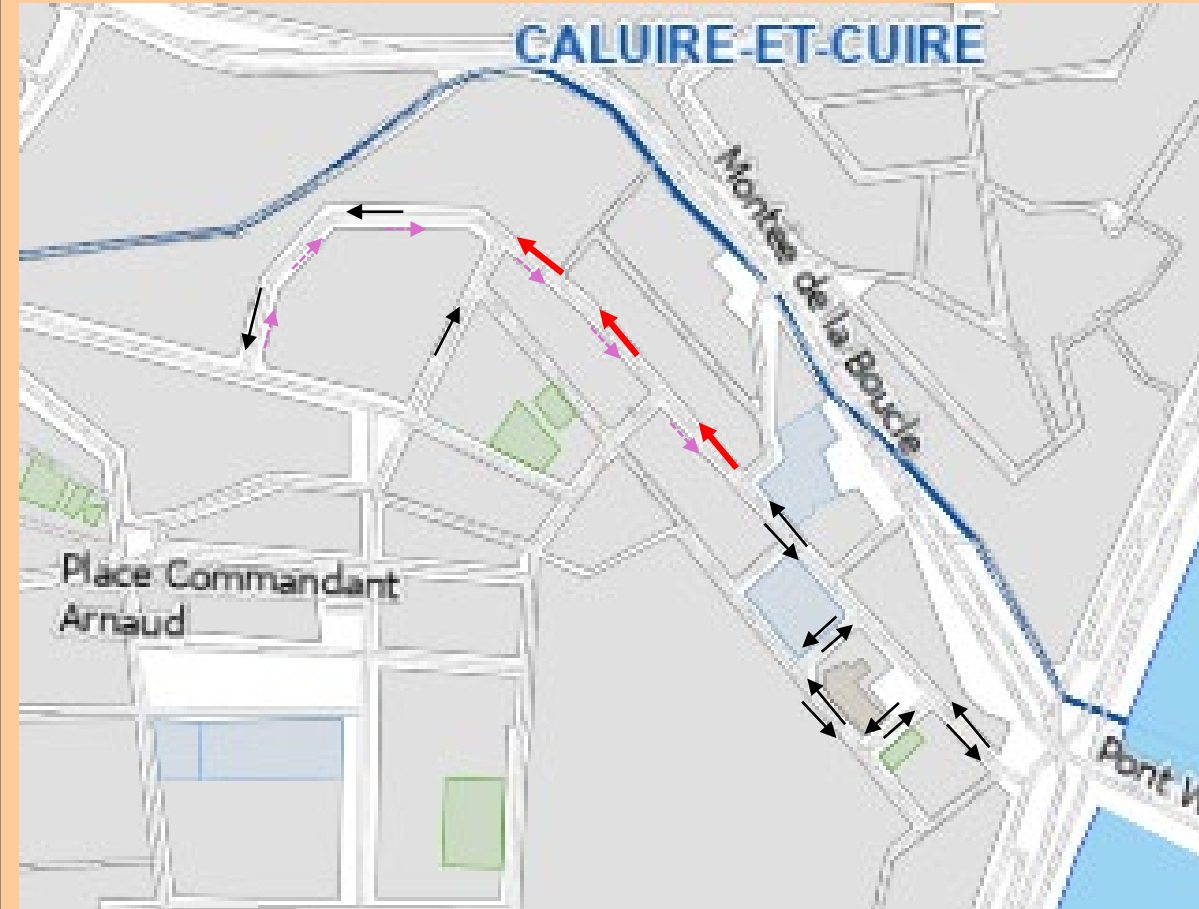 CALUIRE-ET-CUIRE
Montée de la Boucle
Place Commandant
Arnaud
Pont